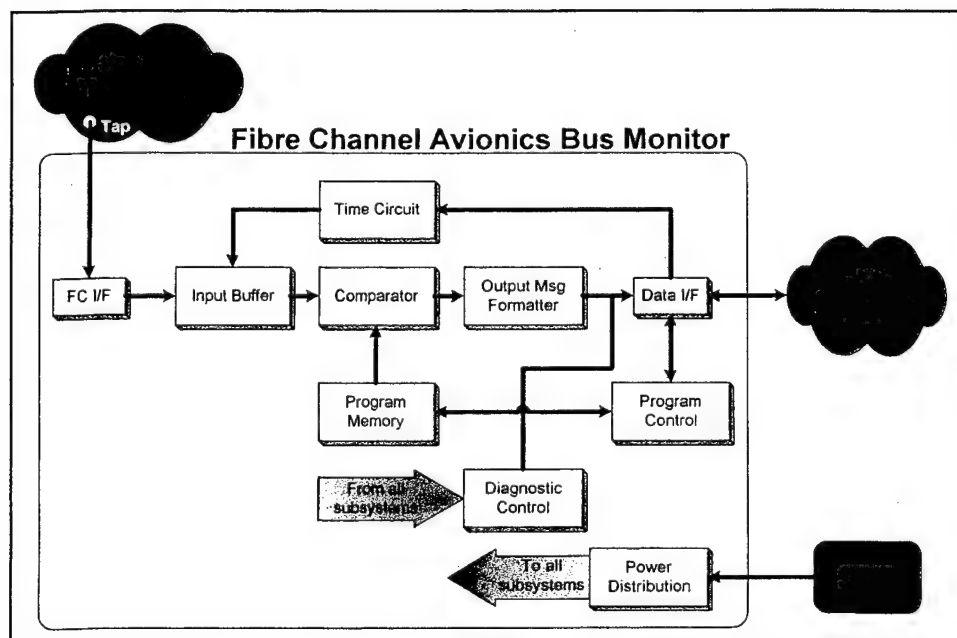 Tap
Fibre Channel Avionics Bus Monitor
Time Circuit
FC I/F
Input Buffer
Comparator
Output Msg
Formatter
Data I/F
Program
Memory
Program
Control
From all
subsystems
Diagnostic
Control
To all
subsystems
Power
Distribution